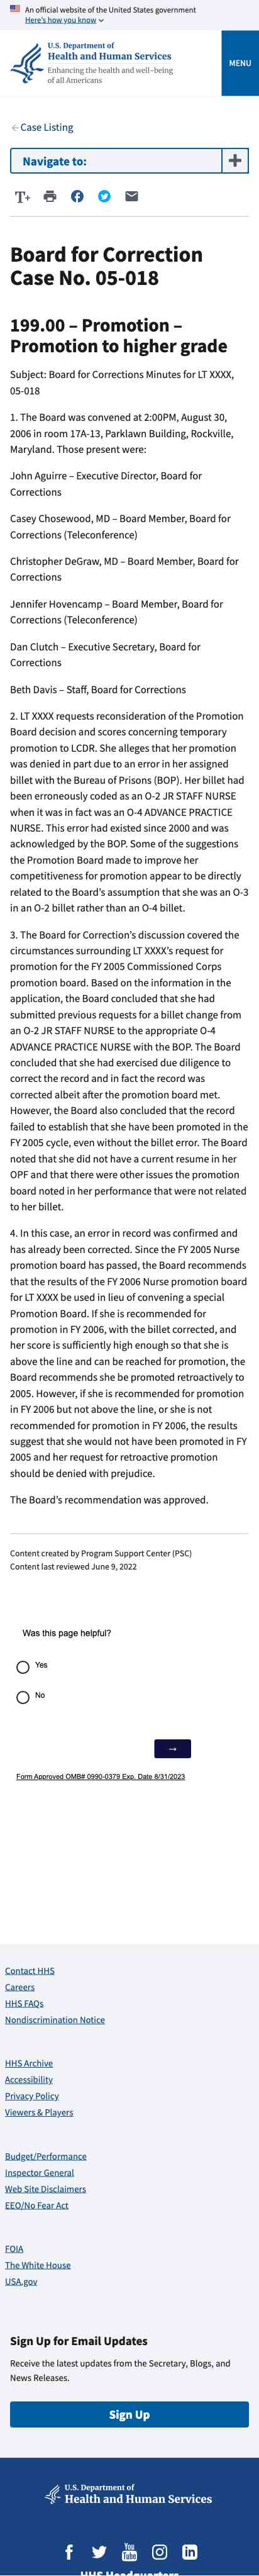 An official website of the United States government
Here's how you know
U.S. Department of
Health and Human Services
Enhancing the health and well-being
of all Americans
MENU
Case Listing
Navigate to:
T+
Board for Correction
Case No. 05-018
199.00 – Promotion –
Promotion to higher grade
Subject: Board for Corrections Minutes for LT XXXX,
05-018
1. The Board was convened at 2:00PM, August 30,
2006 in room 17A-13, Parklawn Building, Rockville,
Maryland. Those present were:
John Aguirre – Executive Director, Board for
Corrections
Casey Chosewood, MD – Board Member, Board for
Corrections (Teleconference)
Christopher DeGraw, MD – Board Member, Board for
Corrections
Jennifer Hovencamp – Board Member, Board for
Corrections (Teleconference)
Dan Clutch – Executive Secretary, Board for
Corrections
Beth Davis – Staff, Board for Corrections
2. LT XXXX requests reconsideration of the Promotion
Board decision and scores concerning temporary
promotion to LCDR. She alleges that her promotion
was denied in part due to an error in her assigned
billet with the Bureau of Prisons (BOP). Her billet had
been erroneously coded as an O-2 JR STAFF NURSE
when it was in fact was an O-4 ADVANCE PRACTICE
NURSE. This error had existed since 2000 and was
acknowledged by the BOP. Some of the suggestions
the Promotion Board made to improve her
competitiveness for promotion appear to be directly
related to the Board's assumption that she was an O-3
in an O-2 billet rather than an O-4 billet.
3. The Board for Correction's discussion covered the
circumstances surrounding LT XXXX's request for
promotion for the FY 2005 Commissioned Corps
promotion board. Based on the information in the
application, the Board concluded that she had
submitted previous requests for a billet change from
an O-2 JR STAFF NURSE to the appropriate O-4
ADVANCE PRACTICE NURSE with the BOP. The Board
concluded that she had exercised due diligence to
correct the record and in fact the record was
corrected albeit after the promotion board met.
However, the Board also concluded that the record
failed to establish that she have been promoted in the
FY 2005 cycle, even without the billet error. The Board
noted that she did not have a current resume in her
OPF and that there were other issues the promotion
board noted in her performance that were not related
to her billet.
4. In this case, an error in record was confirmed and
has already been corrected. Since the FY 2005 Nurse
promotion board has passed, the Board recommends
that the results of the FY 2006 Nurse promotion board
for LT XXXX be used in lieu of convening a special
Promotion Board. If she is recommended for
promotion in FY 2006, with the billet corrected, and
her score is sufficiently high enough so that she is
above the line and can be reached for promotion, the
Board recommends she be promoted retroactively to
2005. However, if she is recommended for promotion
in FY 2006 but not above the line, or she is not
recommended for promotion in FY 2006, the results
suggest that she would not have been promoted in FY
2005 and her request for retroactive promotion
should be denied with prejudice.
The Board's recommendation was approved.
Content created by Program Support Center (PSC)
Content last reviewed June 9, 2022
Was this page helpful?
Yes
No
→
Form Approved OMB# 0990-0379 Exp. Date 8/31/2023
Contact HHS
Careers
HHS FAQs
Nondiscrimination Notice
HHS Archive
Accessibility
Privacy Policy
Viewers & Players
Budget/Performance
Inspector General
Web Site Disclaimers
EEO/No Fear Act
FOIA
The White House
USA.gov
Sign Up for Email Updates
Receive the latest updates from the Secretary, Blogs, and
News Releases.
Sign Up
U.S. Department of
Health and Human Services
You Tube
HHS Headquarters